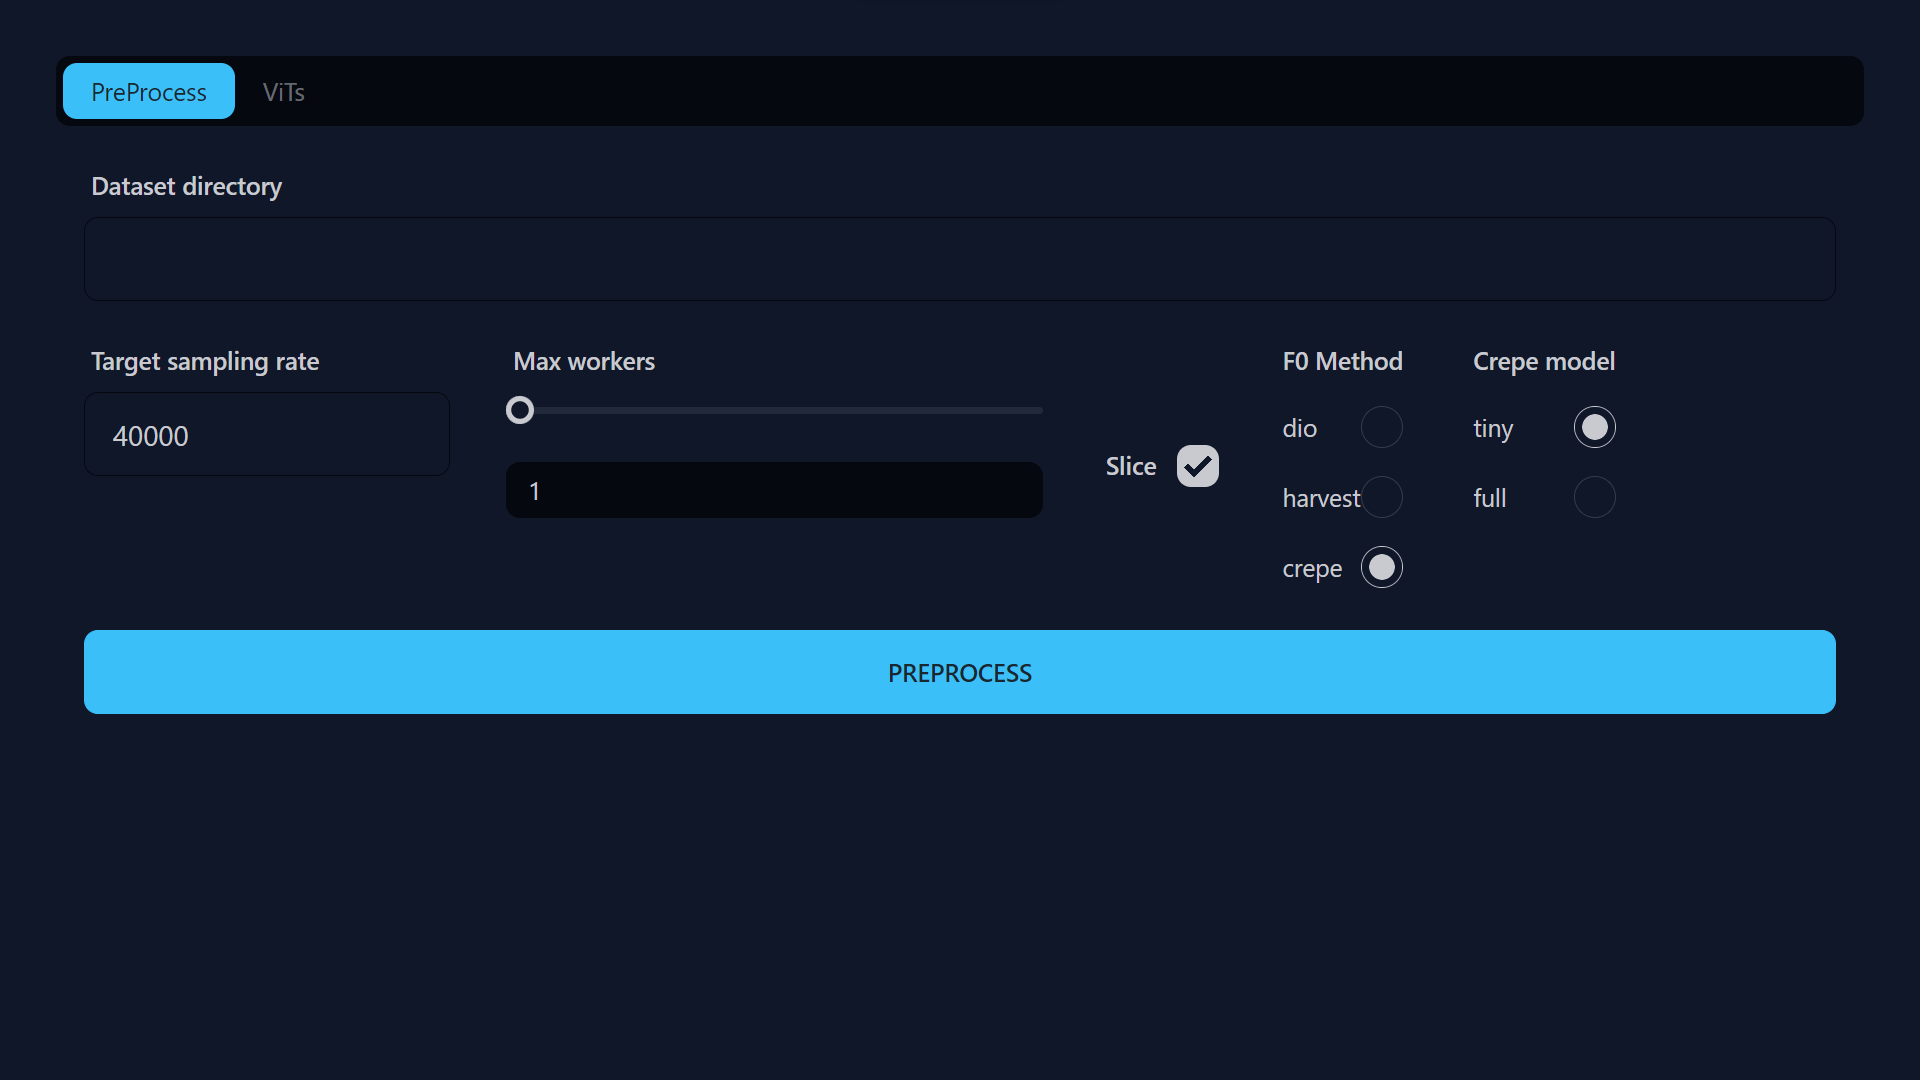 PreProcess ViTs
Dataset directory
Target sampling rate
40000
Max workers
1
Slice
F0 Method
dio
harvest
crepe
Crepe model
tiny
full
PREPROCESS